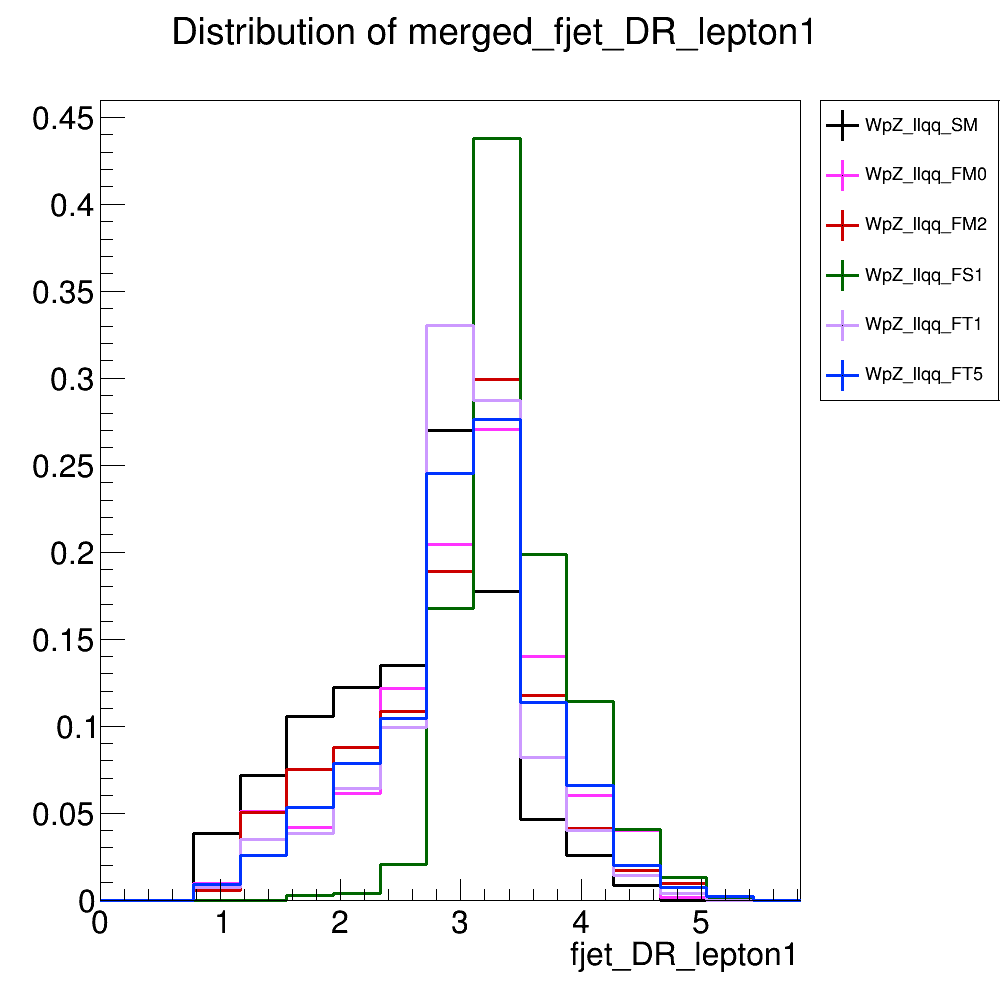 Distribution of merged_fjet_DR_lepton1
0.45
0.4
0.35
0.3
0.25
0.2
0.15
0.1
0.05
0
0 1 2 3 4 5
fjet_DR_lepton1
WpZ_llqq_SM
WpZ_llqq_FM0
WpZ_llqq_FM2
WpZ_llqq_FS1
WpZ_llqq_FT1
WpZ_llqq_FT5